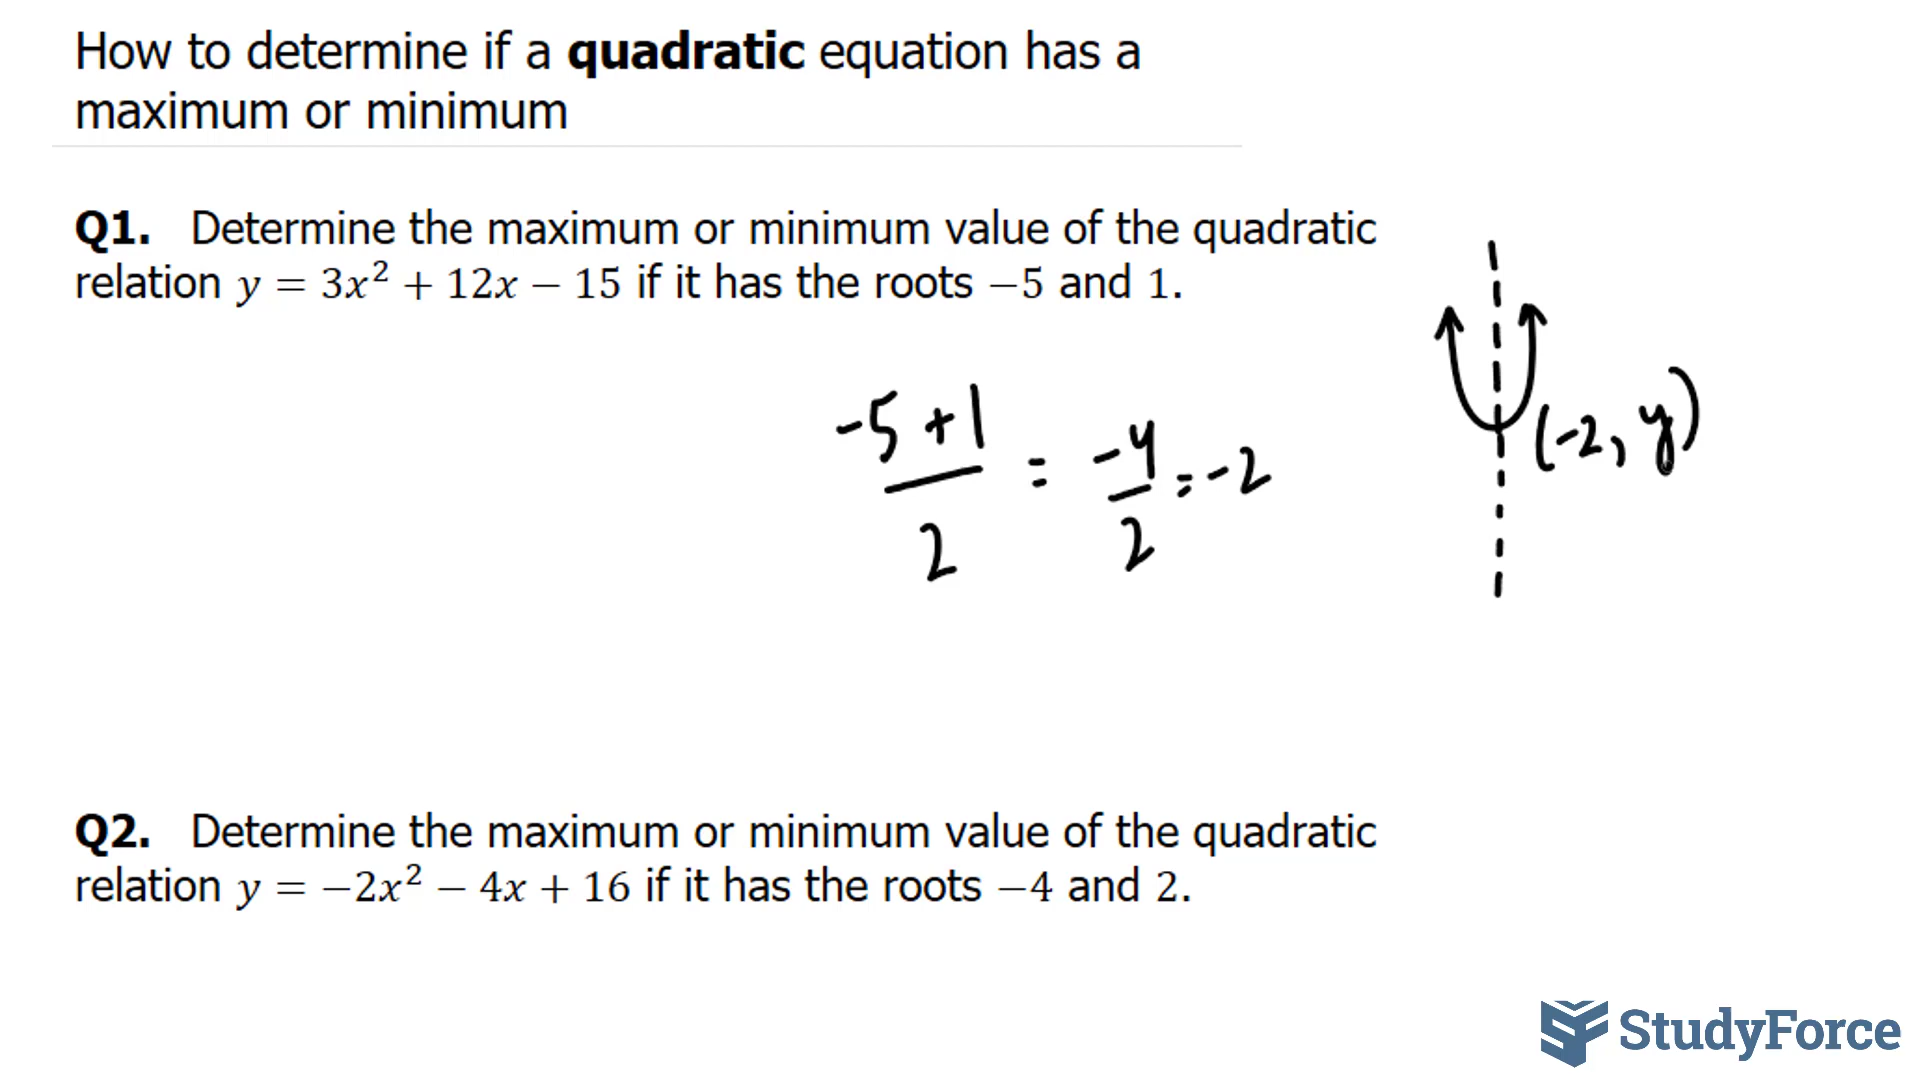 How to determine if a quadratic equation has a
maximum or minimum
Q1. Determine the maximum or minimum value of the quadratic
relation y = 3x² + 12x − 15 if it has the roots −5 and 1.
-5+1/2 = -4/2 = -2
(-2, y)
Q2. Determine the maximum or minimum value of the quadratic
relation y = −2x² − 4x + 16 if it has the roots −4 and 2.
StudyForce